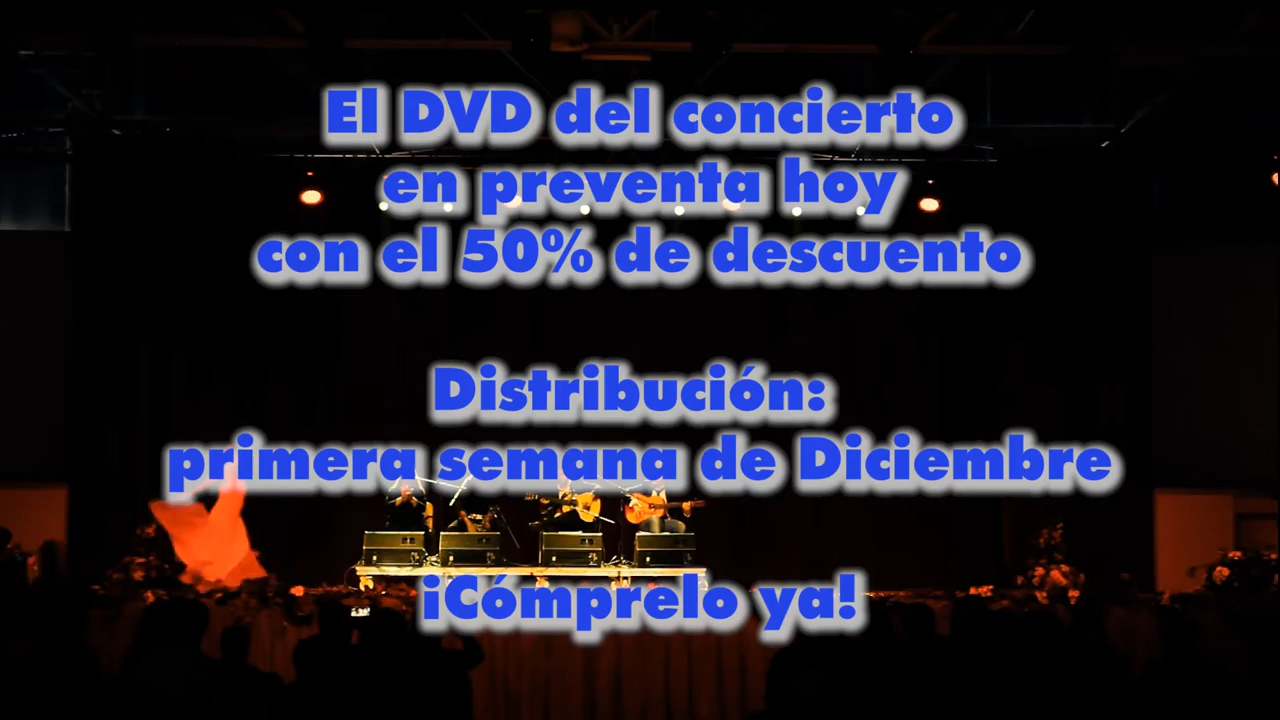 El DVD del concierto
en preventa hoy
con el 50% de descuento
Distribución:
primera semana de Diciembre
¡Cómprelo ya!